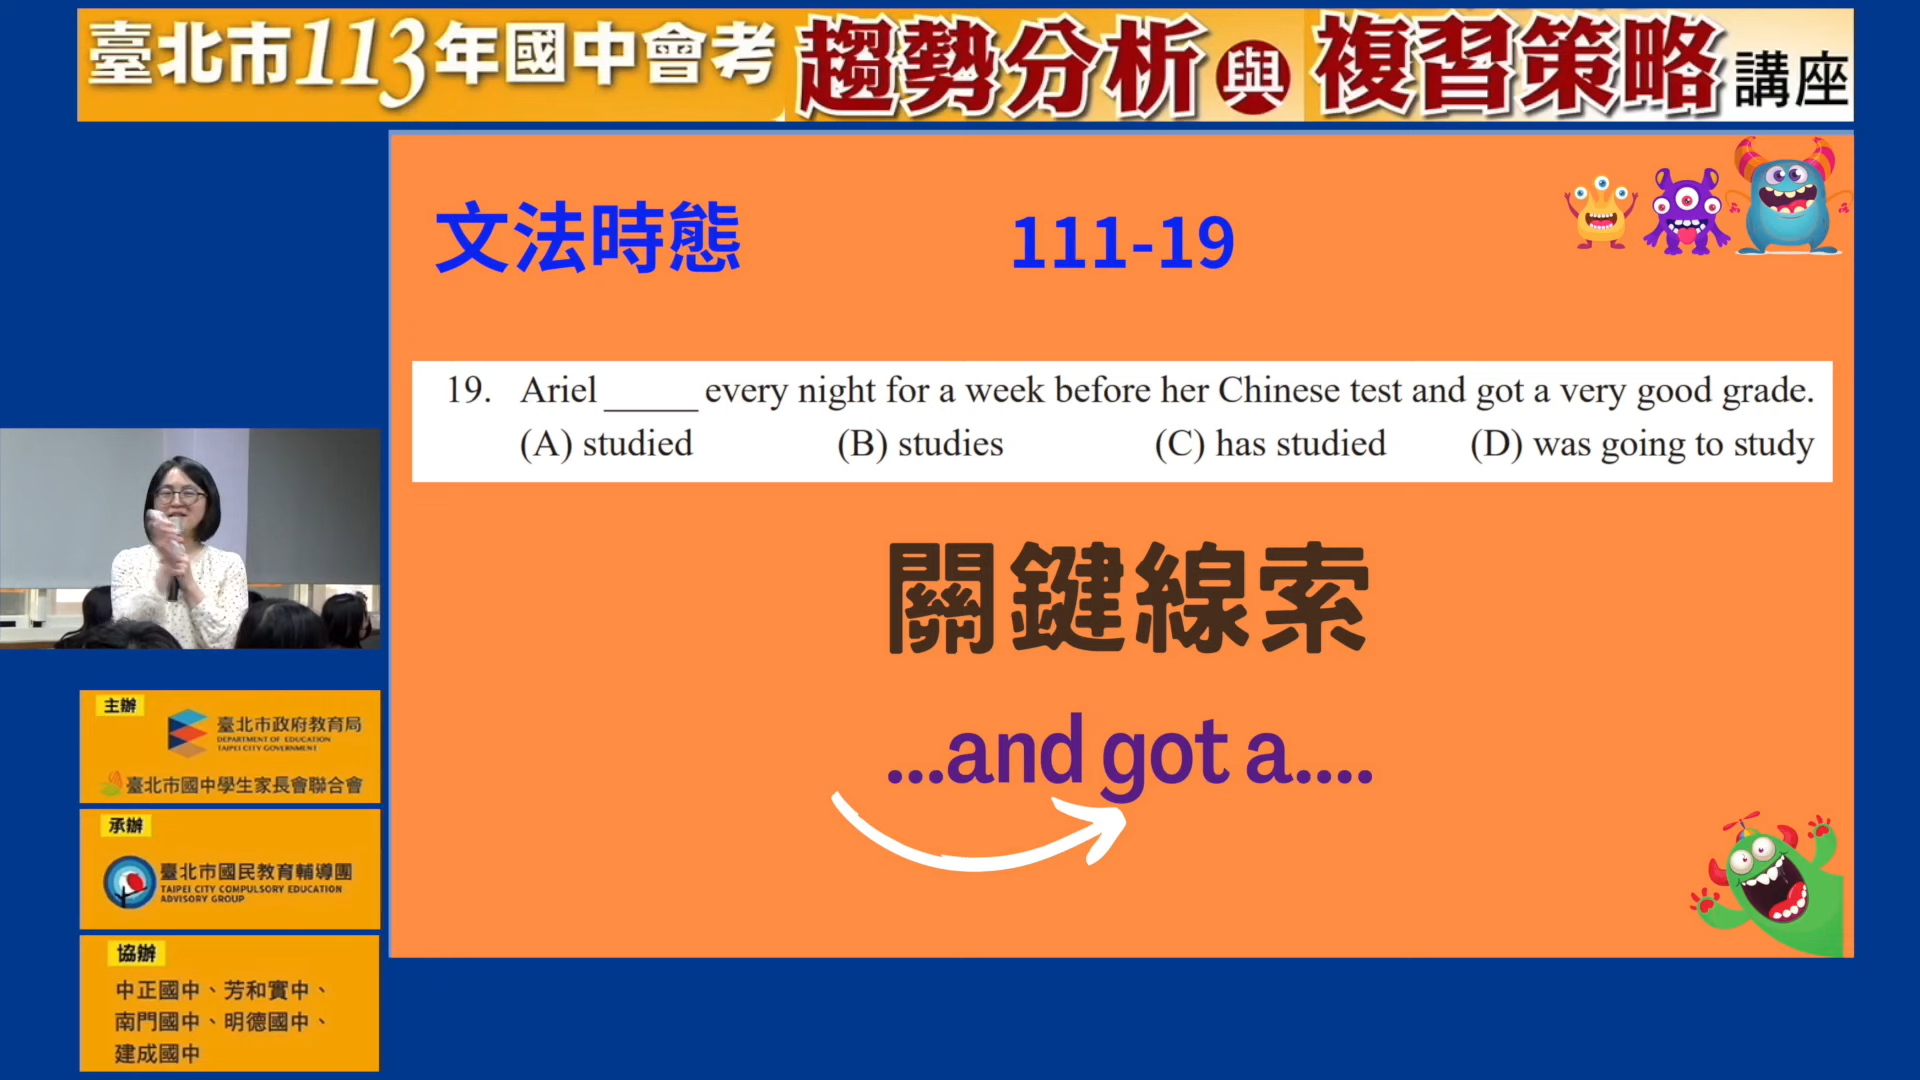 臺北市113年國中會考 趨勢分析與複習策略講座
文法時態 111-19
19. Ariel _____ every night for a week before her Chinese test and got a very good grade.
(A) studied (B) studies (C) has studied (D) was going to study
關鍵線索
...and got a....
主辦
臺北市政府教育局
DEPARTMENT OF EDUCATION
TAIPEI CITY GOVERNMENT
臺北市國中學生家長會聯合會
承辦
臺北市國民教育輔導團
TAIPEI CITY COMPULSORY EDUCATION
ADVISORY GROUP
協辦
中正國中、芳和實中、
南門國中、明德國中、
建成國中